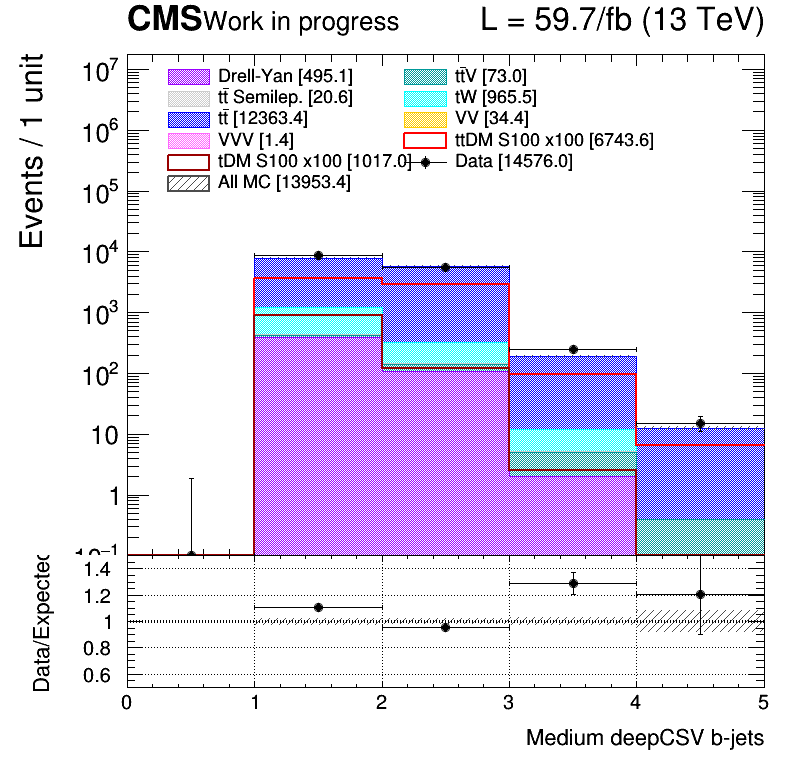 CMS Work in progress L = 59.7/fb (13 TeV)
Events / 1 unit
10⁷
10⁶
10⁵
10⁴
10³
10²
10
1
10⁻¹
Drell-Yan [495.1]
tt̄V [73.0]
tt̄ Semilep. [20.6]
tW [965.5]
tt̄ [12363.4]
VV [34.4]
VVV [1.4]
ttDM S100 x100 [6743.6]
tDM S100 x100 [1017.0]
Data [14576.0]
All MC [13953.4]
Data/Expected
1.4
1.2
1
0.8
0.6
0 1 2 3 4 5
Medium deepCSV b-jets